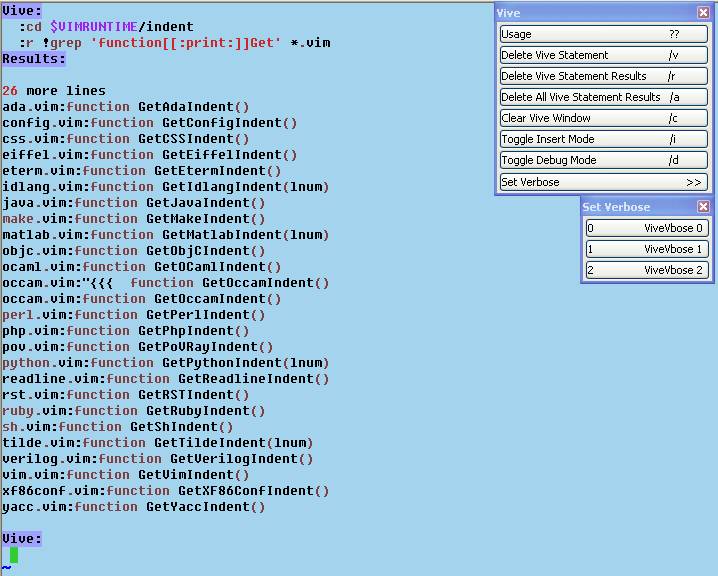 Vive:
:cd $VIMRUNTIME/indent
:r !grep 'function[[:print:]]Get' *.vim
Results:
26 more lines
ada.vim:function GetAdaIndent()
config.vim:function GetConfigIndent()
css.vim:function GetCSSIndent()
eiffel.vim:function GetEiffelIndent()
eterm.vim:function GetEtermIndent()
idlang.vim:function GetIdlangIndent(lnum)
java.vim:function GetJavaIndent()
make.vim:function GetMakeIndent()
matlab.vim:function GetMatlabIndent(lnum)
objc.vim:function GetObjCIndent()
ocaml.vim:function GetOCamlIndent()
occam.vim:"{{{  function GetOccamIndent()
occam.vim:function GetOccamIndent()
perl.vim:function GetPerlIndent()
php.vim:function GetPhpIndent()
pov.vim:function GetPoVRayIndent()
python.vim:function GetPythonIndent(lnum)
readline.vim:function GetReadlineIndent()
rst.vim:function GetRSTIndent()
ruby.vim:function GetRubyIndent()
sh.vim:function GetShIndent()
tilde.vim:function GetTildeIndent(lnum)
verilog.vim:function GetVerilogIndent()
vim.vim:function GetVimIndent()
xf86conf.vim:function GetXF86ConfIndent()
yacc.vim:function GetYaccIndent()
Vive:
~
Vive
Usage ??
Delete Vive Statement /v
Delete Vive Statement Results /r
Delete All Vive Statement Results /a
Clear Vive Window /c
Toggle Insert Mode /i
Toggle Debug Mode /d
Set Verbose >>
Set Verbose
0 ViveVbose 0
1 ViveVbose 1
2 ViveVbose 2